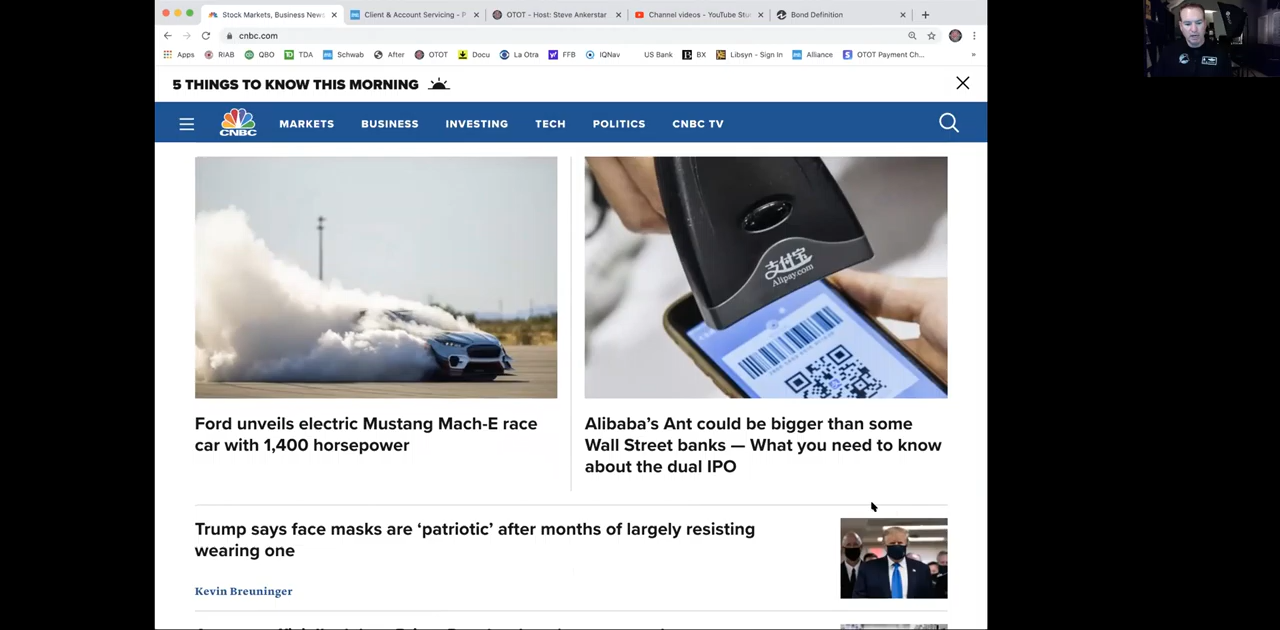 Stock Markets, Business News
Client & Account Servicing - P
OTOT - Host: Steve Ankerstar
Channel videos - YouTube Stu
Bond Definition
cnbc.com
Apps RIAB QBO TDA Schwab After OTOT Docu La Otra FFB IQNav US Bank BX Libsyn - Sign In Alliance OTOT Payment Ch...
5 THINGS TO KNOW THIS MORNING
CNBC
MARKETS BUSINESS INVESTING TECH POLITICS CNBC TV
支付宝
Alipay.com
Ford unveils electric Mustang Mach-E race
car with 1,400 horsepower
Alibaba’s Ant could be bigger than some
Wall Street banks — What you need to know
about the dual IPO
Trump says face masks are ‘patriotic’ after months of largely resisting
wearing one
Kevin Breuninger